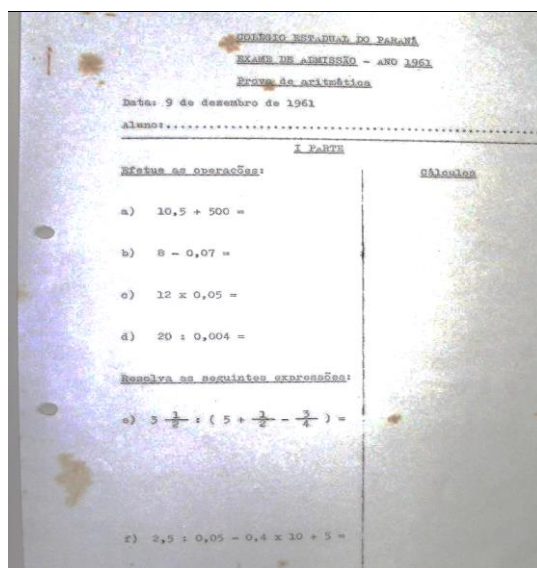 COLÉGIO ESTADUAL DO PARANÁ
EXAME DE ADMISSÃO - ANO 1961
Prova de aritmética
Data: 9 de dezembro de 1961
Aluno:..................................................
I PARTE
Efetue as operações:
Cálculos
a) 10,5 + 500 =
b) 8 - 0,07 =
c) 12 x 0,05 =
d) 20 : 0,004 =
Resolva as seguintes expressões:
e) 3 1/2 : ( 5 + 1/2 - 3/4 ) =
f) 2,5 : 0,05 - 0,4 x 10 + 5 =